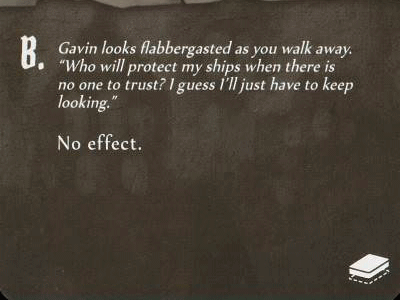 B. Gavin looks flabbergasted as you walk away.
“Who will protect my ships when there is
no one to trust? I guess I’ll just have to keep
looking.”
No effect.